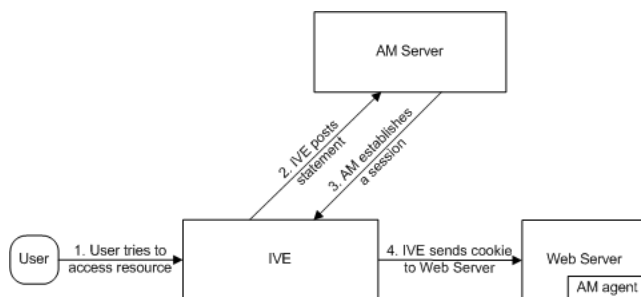 AM Server
2. IVE posts
statement
3. AM establishes
a session
User
1. User tries to
access resource
IVE
4. IVE sends cookie
to Web Server
Web Server
AM agent